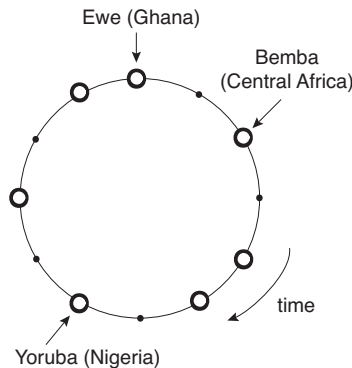 Ewe (Ghana)
Bemba
(Central Africa)
time
Yoruba (Nigeria)